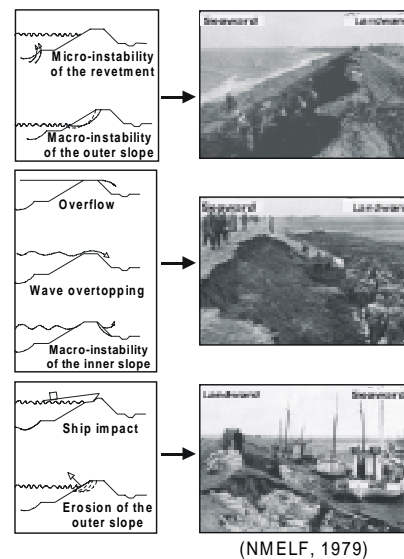 Micro-instability
of the revetment
Macro-instability
of the outer slope
Seaward Landward
Overflow
Wave overtopping
Macro-instability
of the inner slope
Seaward Landward
Ship impact
Erosion of the
outer slope
Landward Seaward
(NMELF, 1979)